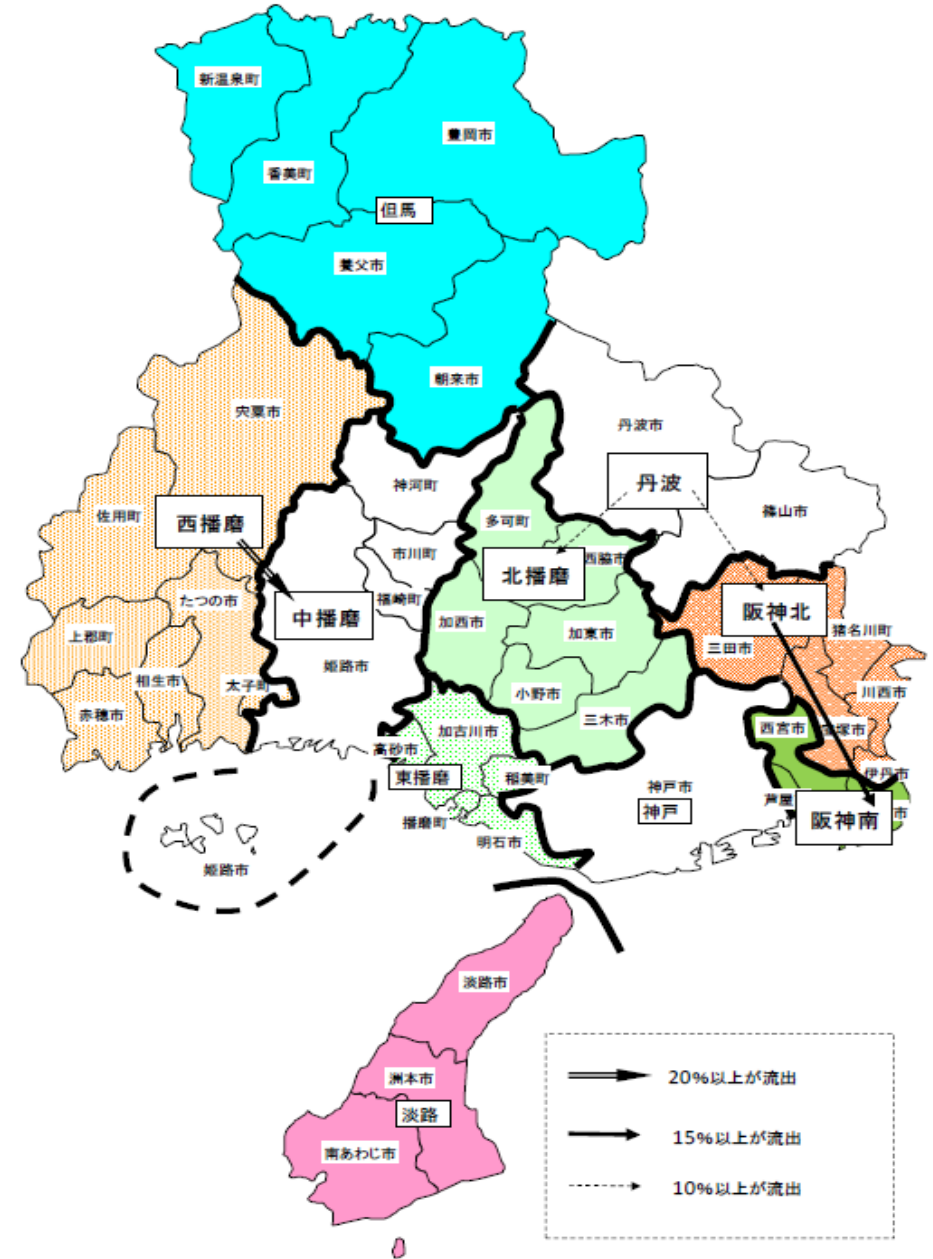 新温泉町
豊岡市
香美町
但馬
養父市
朝来市
宍粟市
丹波市
神河町
丹波
佐用町
西播磨
多可町
篠山市
市川町
西脇市
北播磨
たつの市
福崎町
阪神北
中播磨
加西市
加東市
猪名川町
上郡町
三田市
姫路市
相生市
太子町
小野市
川西市
赤穂市
三木市
加古川市
西宮市
塚市
高砂市
伊丹市
東播磨
稲美町
神戸市
芦屋
神戸
市
播磨町
阪神南
明石市
姫路市
淡路市
洲本市
淡路
南あわじ市
20%以上が流出
15%以上が流出
10%以上が流出